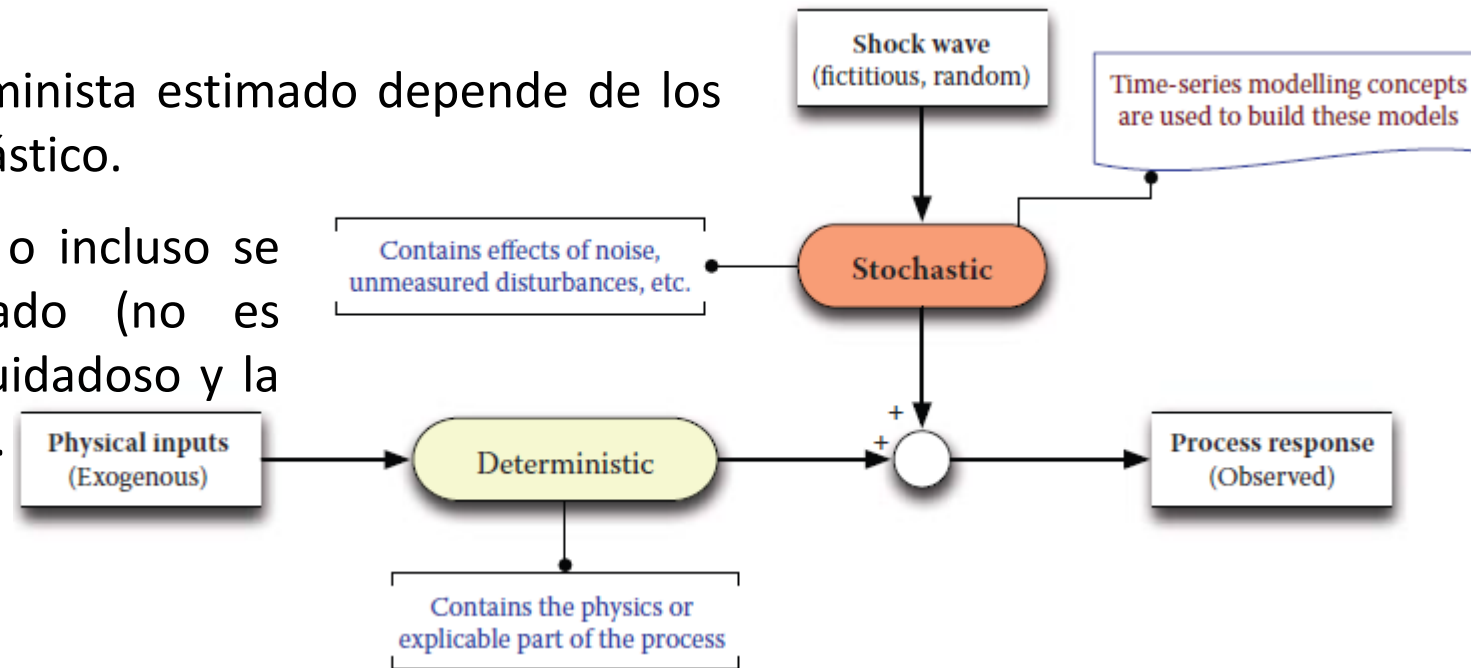 minista estimado depende de los
ástico.
o incluso se
ado (no es
uidadoso y la
.
Shock wave
(fictitious, random)
Time-series modelling concepts
are used to build these models
Contains effects of noise,
unmeasured disturbances, etc.
Stochastic
+
+
Physical inputs
(Exogenous)
Deterministic
Process response
(Observed)
Contains the physics or
explicable part of the process